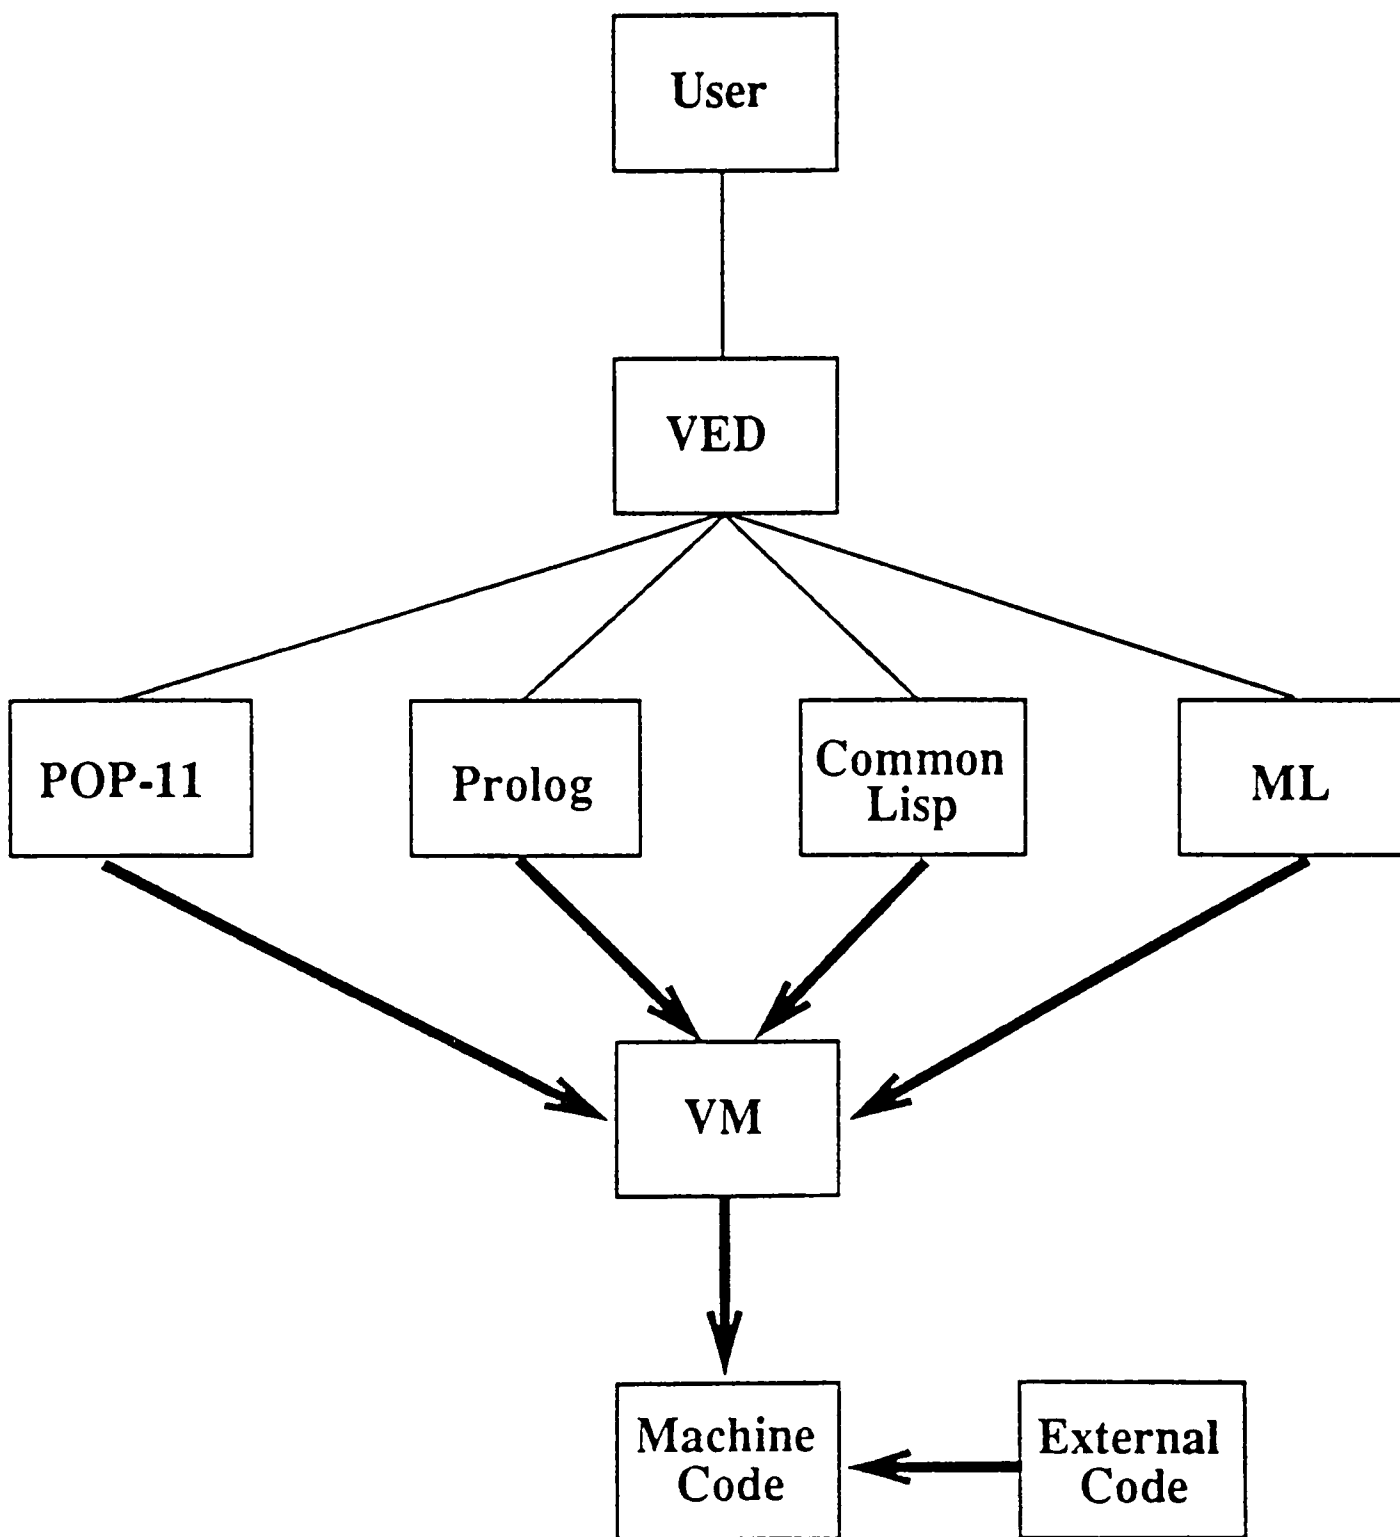 User
VED
POP-11
Prolog
Common
Lisp
ML
VM
Machine
Code
External
Code